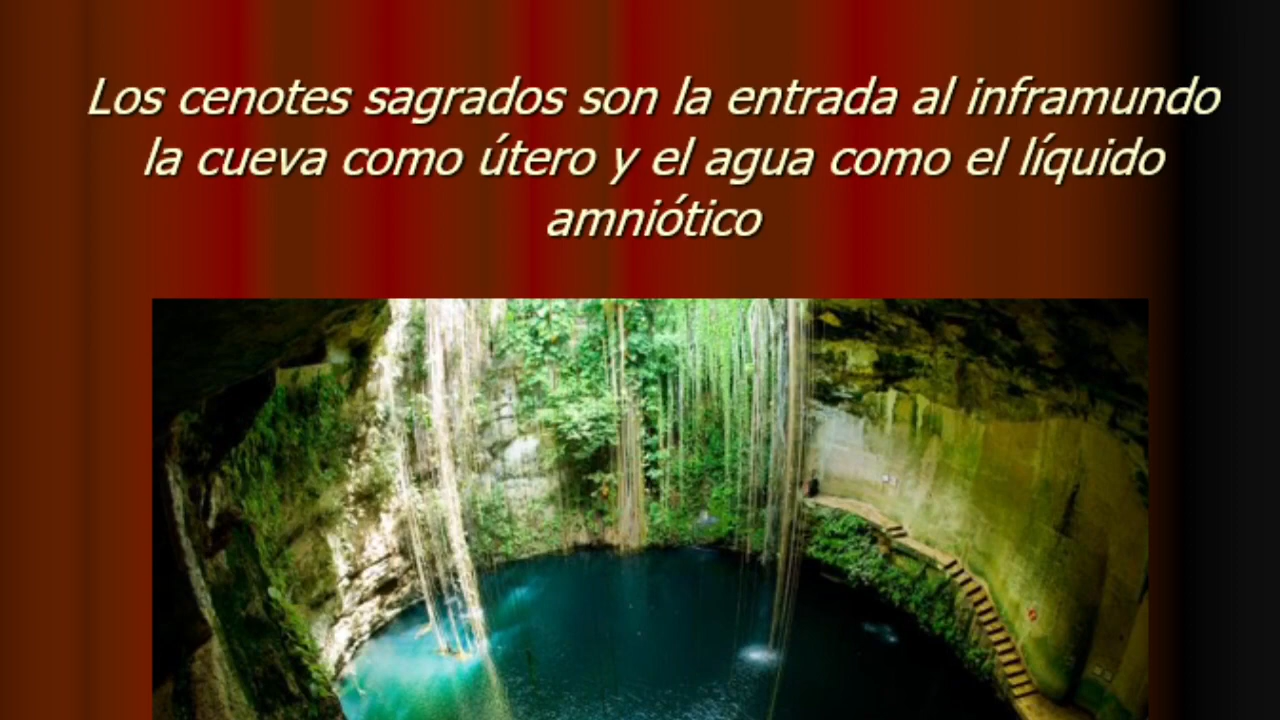 Los cenotes sagrados son la entrada al inframundo
la cueva como útero y el agua como el líquido
amniótico